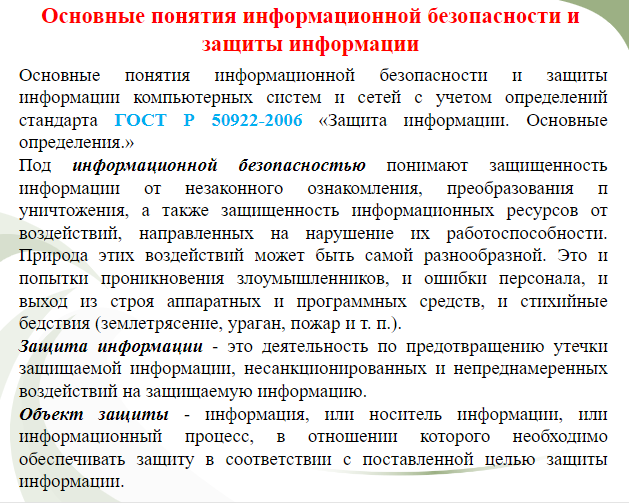 Основные понятия информационной безопасности и
защиты информации
Основные понятия информационной безопасности и защиты
информации компьютерных систем и сетей с учетом определений
стандарта ГОСТ Р 50922-2006 «Защита информации. Основные
определения.»
Под информационной безопасностью понимают защищенность
информации от незаконного ознакомления, преобразования п
уничтожения, а также защищенность информационных ресурсов от
воздействий, направленных на нарушение их работоспособности.
Природа этих воздействий может быть самой разнообразной. Это и
попытки проникновения злоумышленников, и ошибки персонала, и
выход из строя аппаратных и программных средств, и стихийные
бедствия (землетрясение, ураган, пожар и т. п.).
Защита информации - это деятельность по предотвращению утечки
защищаемой информации, несанкционированных и непреднамеренных
воздействий на защищаемую информацию.
Объект защиты - информация, или носитель информации, или
информационный процесс, в отношении которого необходимо
обеспечивать защиту в соответствии с поставленной целью защиты
информации.